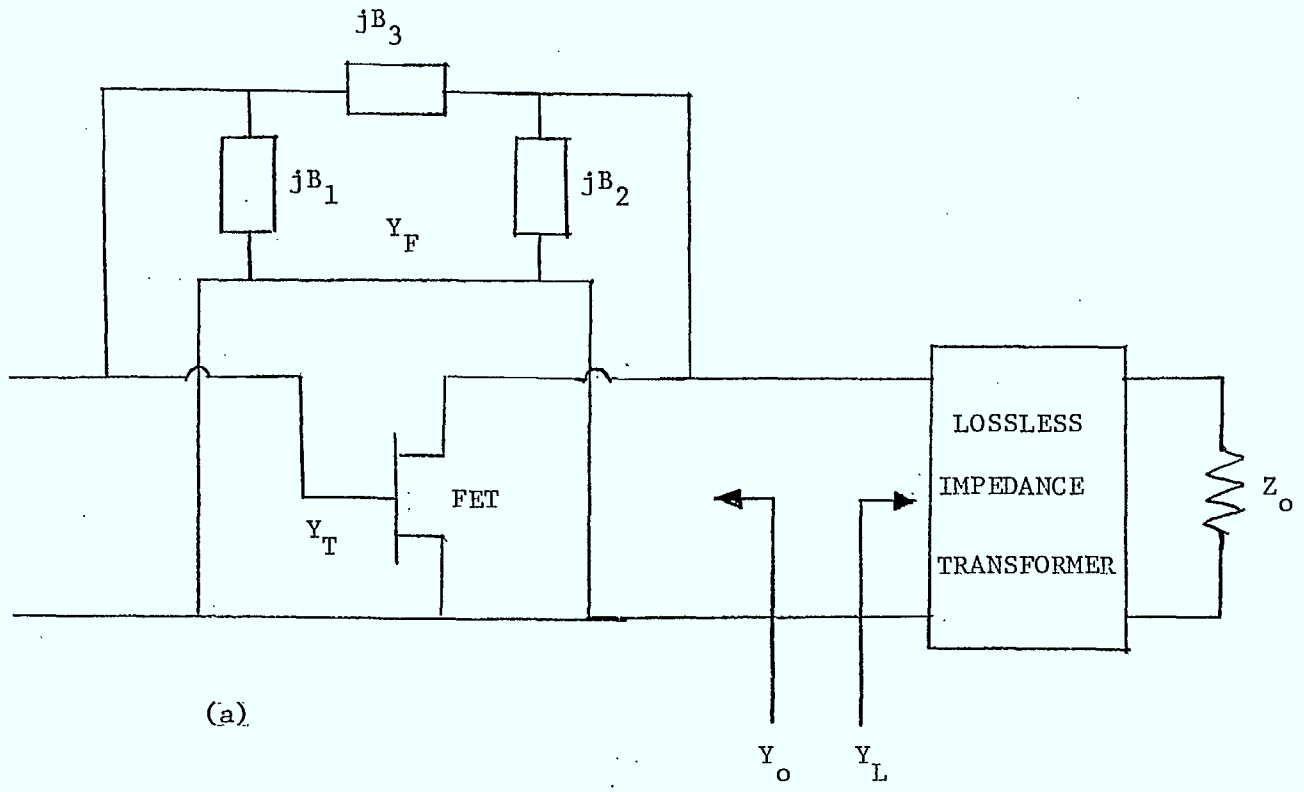 jB3
jB1
jB2
YF
LOSSLESS
IMPEDANCE
TRANSFORMER
Zo
FET
YT
(a)
Yo
YL